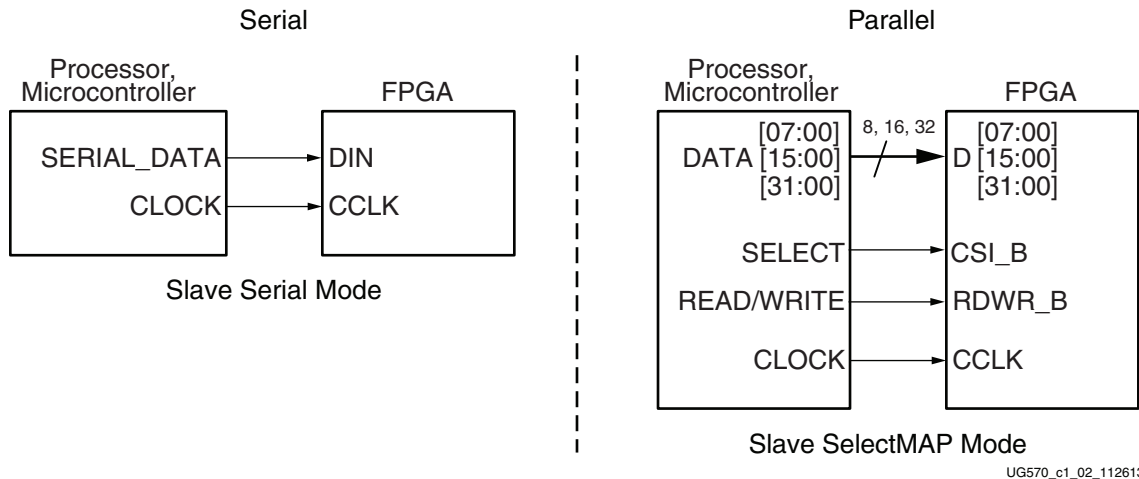 Serial
Processor,
Microcontroller
FPGA
SERIAL_DATA
DIN
CLOCK
CCLK
Slave Serial Mode
Parallel
Processor,
Microcontroller
FPGA
[07:00]
DATA [15:00]
[31:00]
8, 16, 32
[07:00]
D [15:00]
[31:00]
SELECT
CSI_B
READ/WRITE
RDWR_B
CLOCK
CCLK
Slave SelectMAP Mode
UG570_c1_02_112613